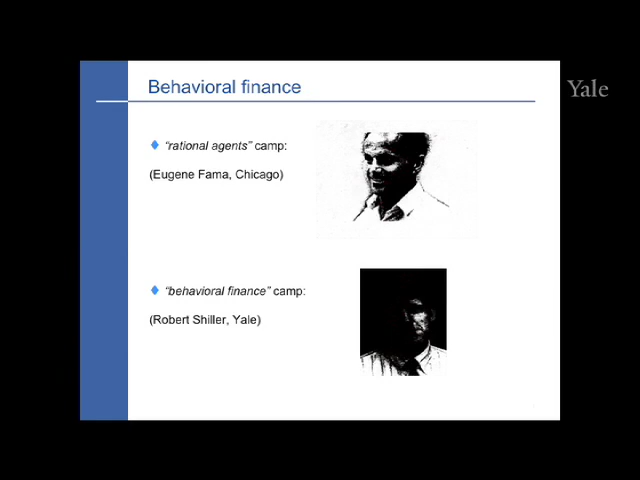 Behavioral finance
Yale
“rational agents” camp:
(Eugene Fama, Chicago)
“behavioral finance” camp:
(Robert Shiller, Yale)